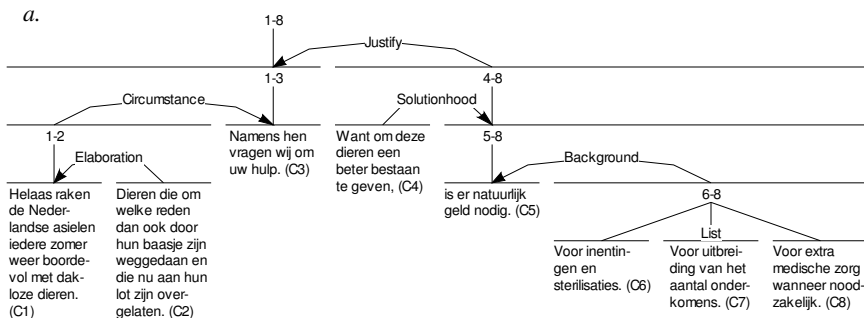 a.
1-8
Justify
1-3
4-8
Circumstance
Solutionhood
1-2
Namens hen
vragen wij om
uw hulp. (C3)
Want om deze
dieren een
beter bestaan
te geven, (C4)
5-8
Elaboration
Background
Helaas raken
de Neder-
landse asielen
iedere zomer
weer boorde-
vol met dak-
loze dieren.
(C1)
Dieren die om
welke reden
dan ook door
hun baasje zijn
weggedaan en
die nu aan hun
lot zijn over-
gelaten. (C2)
is er natuurlijk
geld nodig. (C5)
6-8
List
Voor inentin-
gen en
sterilisaties. (C6)
Voor uitbrei-
ding van het
aantal onder-
komens. (C7)
Voor extra
medische zorg
wanneer nood-
zakelijk. (C8)